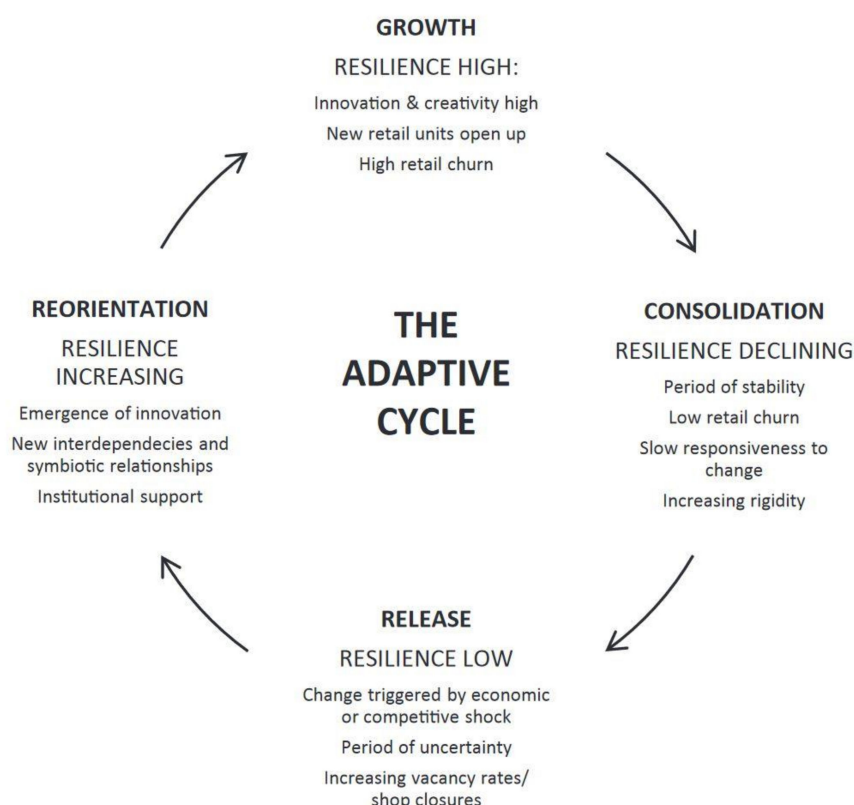 GROWTH
RESILIENCE HIGH:
Innovation & creativity high
New retail units open up
High retail churn
REORIENTATION
RESILIENCE
INCREASING
Emergence of innovation
New interdependecies and
symbiotic relationships
Institutional support
THE
ADAPTIVE
CYCLE
CONSOLIDATION
RESILIENCE DECLINING
Period of stability
Low retail churn
Slow responsiveness to
change
Increasing rigidity
RELEASE
RESILIENCE LOW
Change triggered by economic
or competitive shock
Period of uncertainty
Increasing vacancy rates/
shop closures